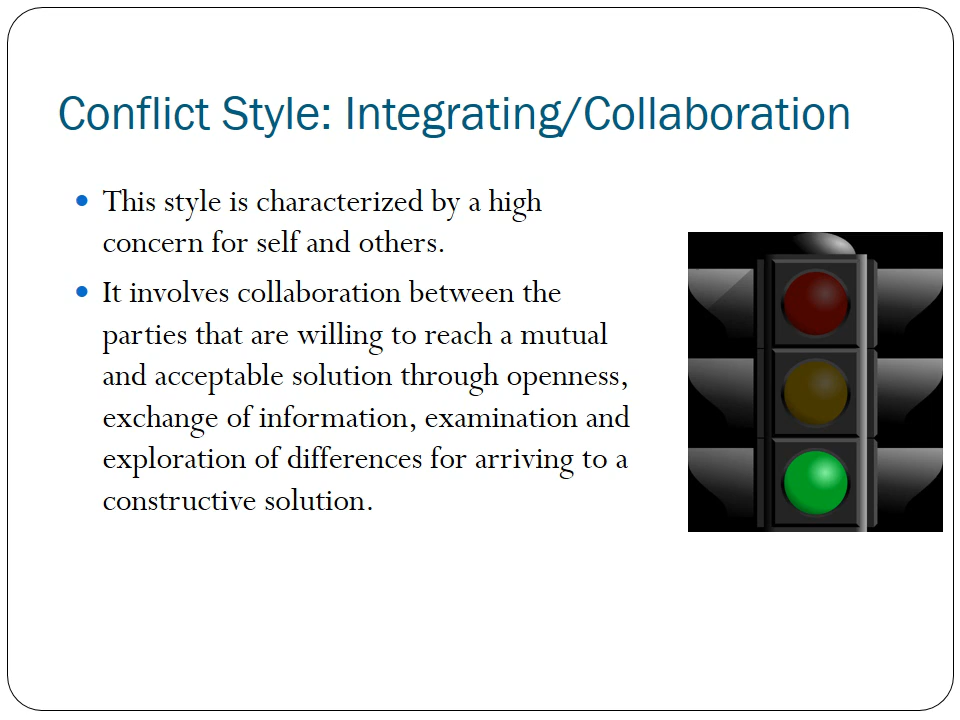 Conflict Style: Integrating/Collaboration
This style is characterized by a high
concern for self and others.
It involves collaboration between the
parties that are willing to reach a mutual
and acceptable solution through openness,
exchange of information, examination and
exploration of differences for arriving to a
constructive solution.